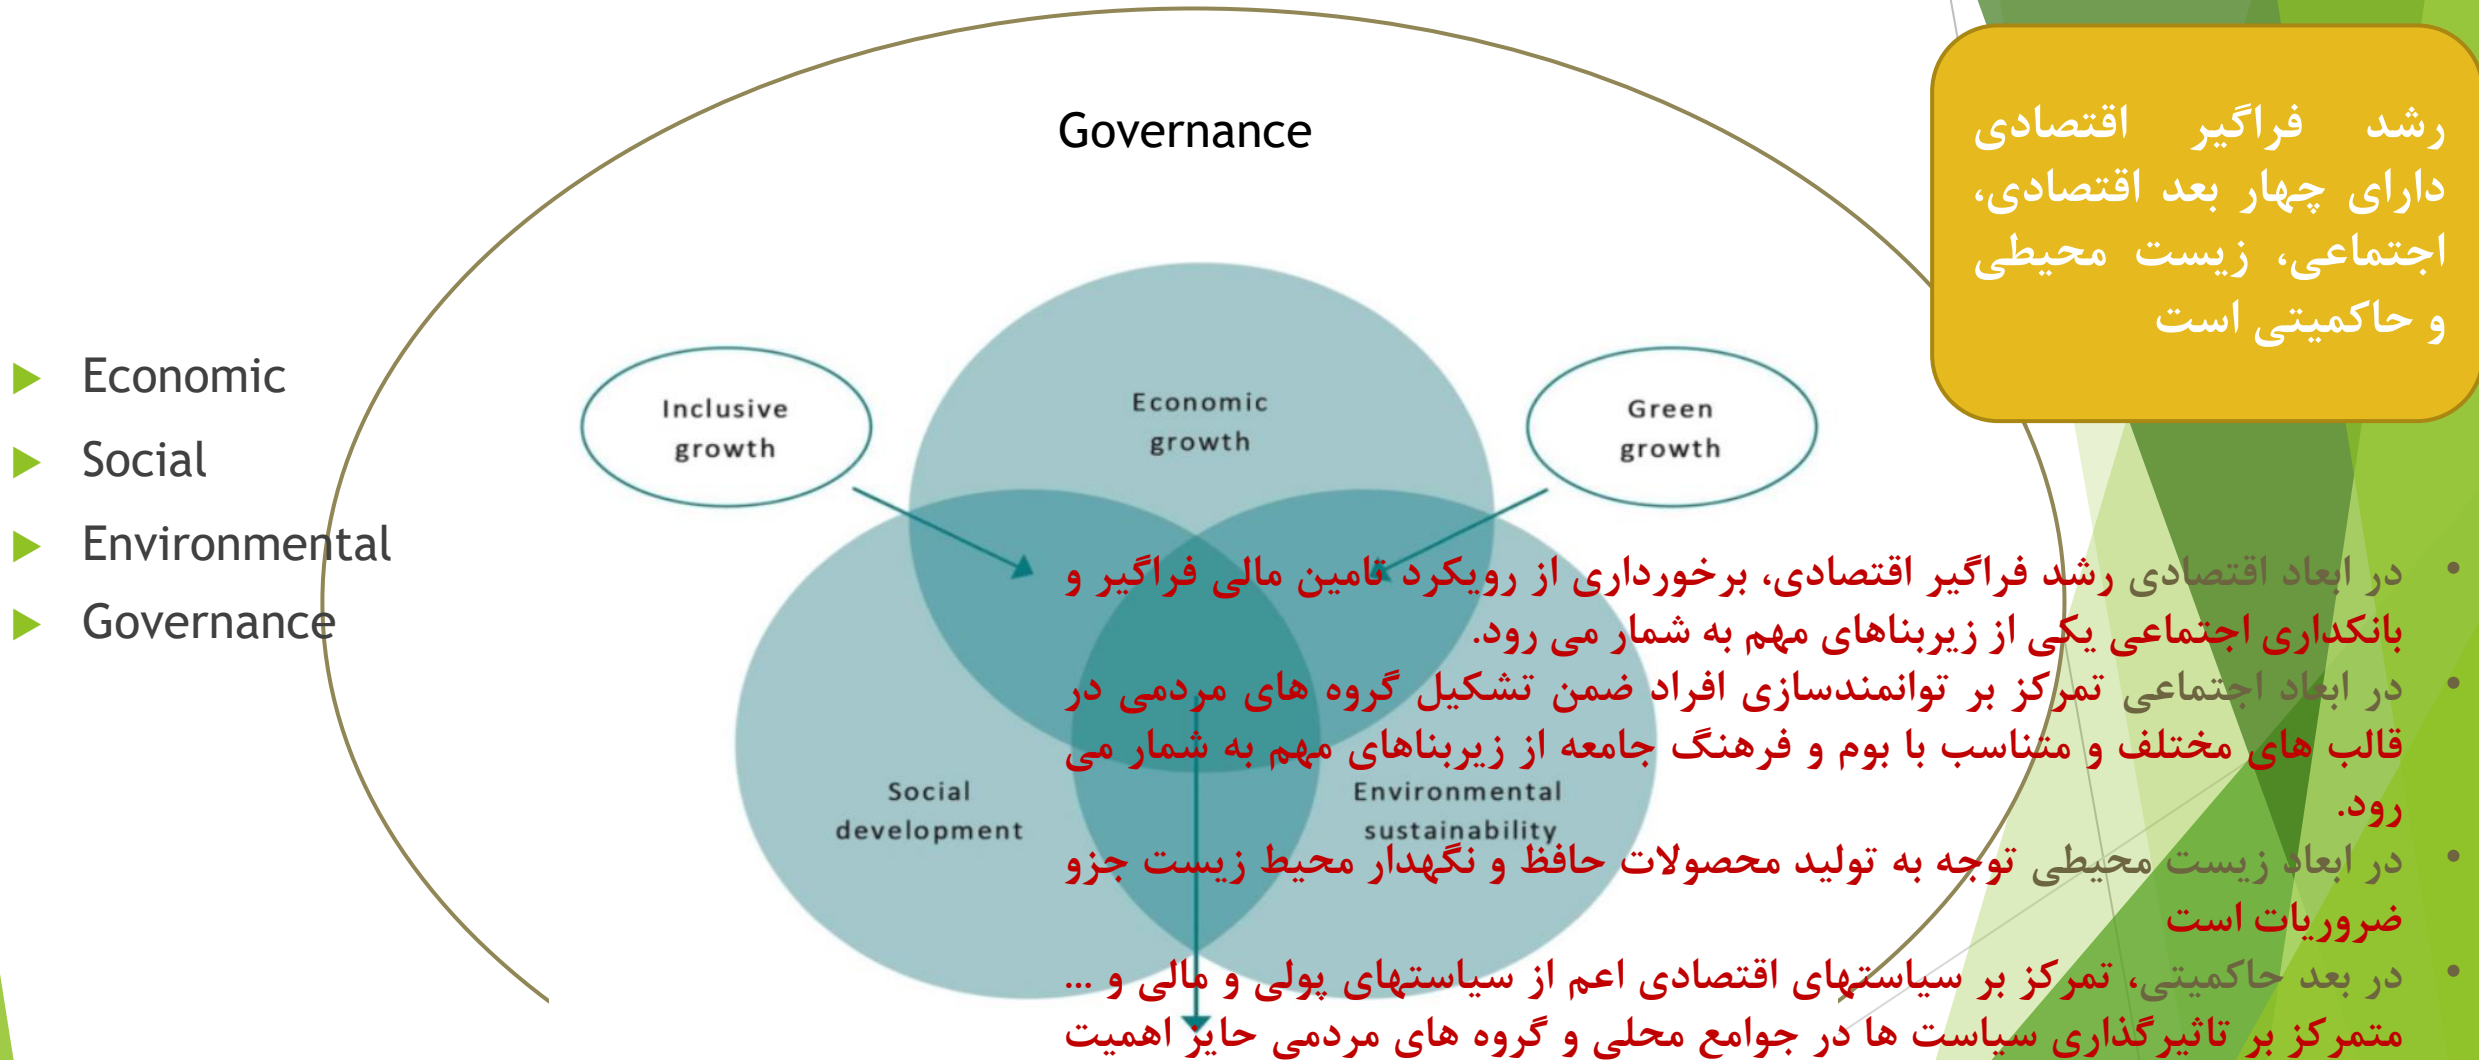 Governance
رشد فراگیر اقتصادی
دارای چهار بعد اقتصادی،
اجتماعی، زیست محیطی
و حاکمیتی است
Economic
Social
Environmental
Governance
Inclusive
growth
Economic
growth
Green
growth
Social
development
Environmental
sustainability
• در ابعاد اقتصادی رشد فراگیر اقتصادی، برخورداری از رویکرد تامین مالی فراگیر و
بانکداری اجتماعی یکی از زیربناهای مهم به شمار می رود.
• در ابعاد اجتماعی تمرکز بر توانمندسازی افراد ضمن تشکیل گروه های مردمی در
قالب های مختلف و متناسب با بوم و فرهنگ جامعه از زیربناهای مهم به شمار می
رود.
• در ابعاد زیست محیطی توجه به تولید محصولات حافظ و نگهدار محیط زیست جزو
ضروریات است
• در بعد حاکمیتی، تمرکز بر سیاستهای اقتصادی اعم از سیاستهای پولی و مالی و ...
متمرکز بر تاثیرگذاری سیاست ها در جوامع محلی و گروه های مردمی حایز اهمیت